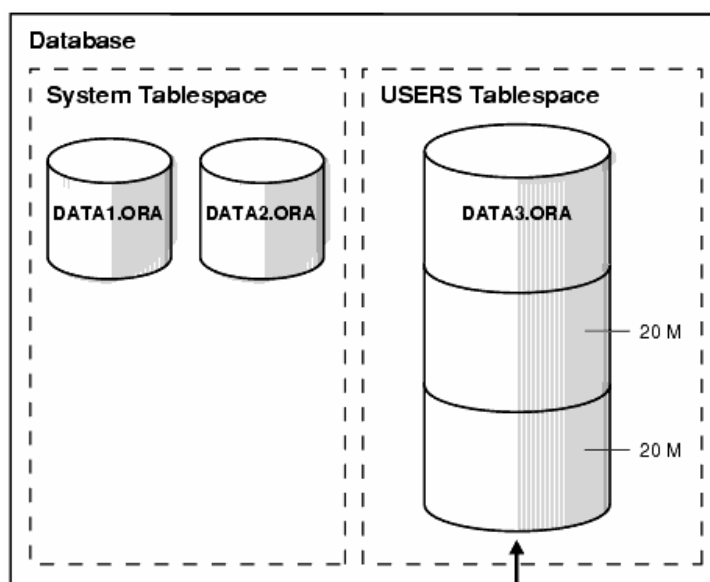 Database
System Tablespace
DATA1.ORA
DATA2.ORA
USERS Tablespace
DATA3.ORA
20 M
20 M